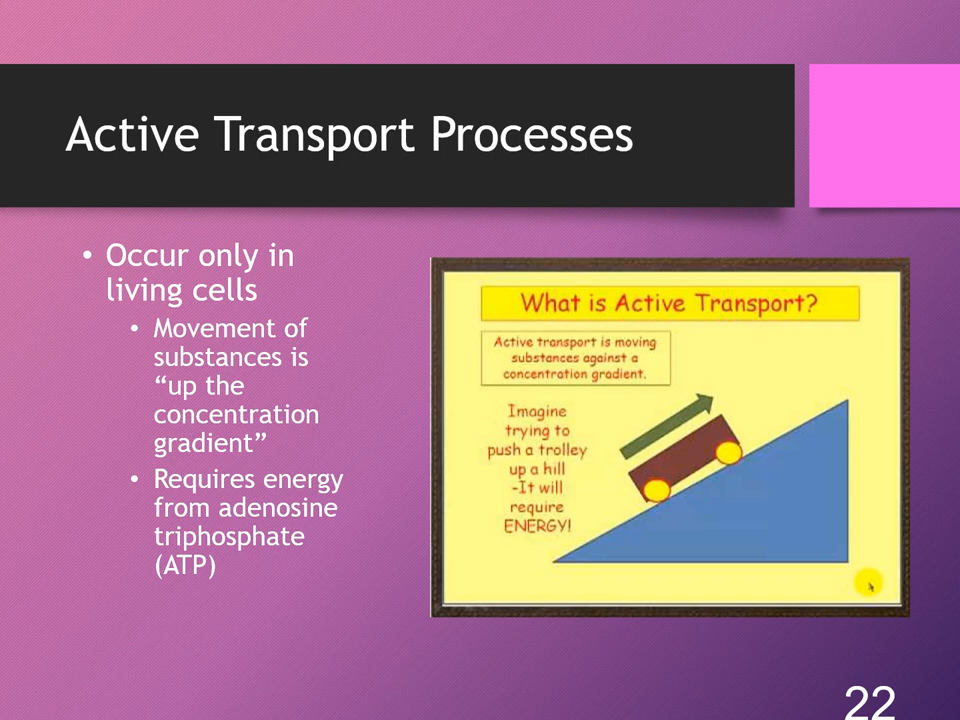 Active Transport Processes
• Occur only in
living cells
• Movement of
substances is
“up the
concentration
gradient”
• Requires energy
from adenosine
triphosphate
(ATP)
What is Active Transport?
Active transport is moving
substances against a
concentration gradient.
Imagine
trying to
push a trolley
up a hill
-It will
require
ENERGY!
22